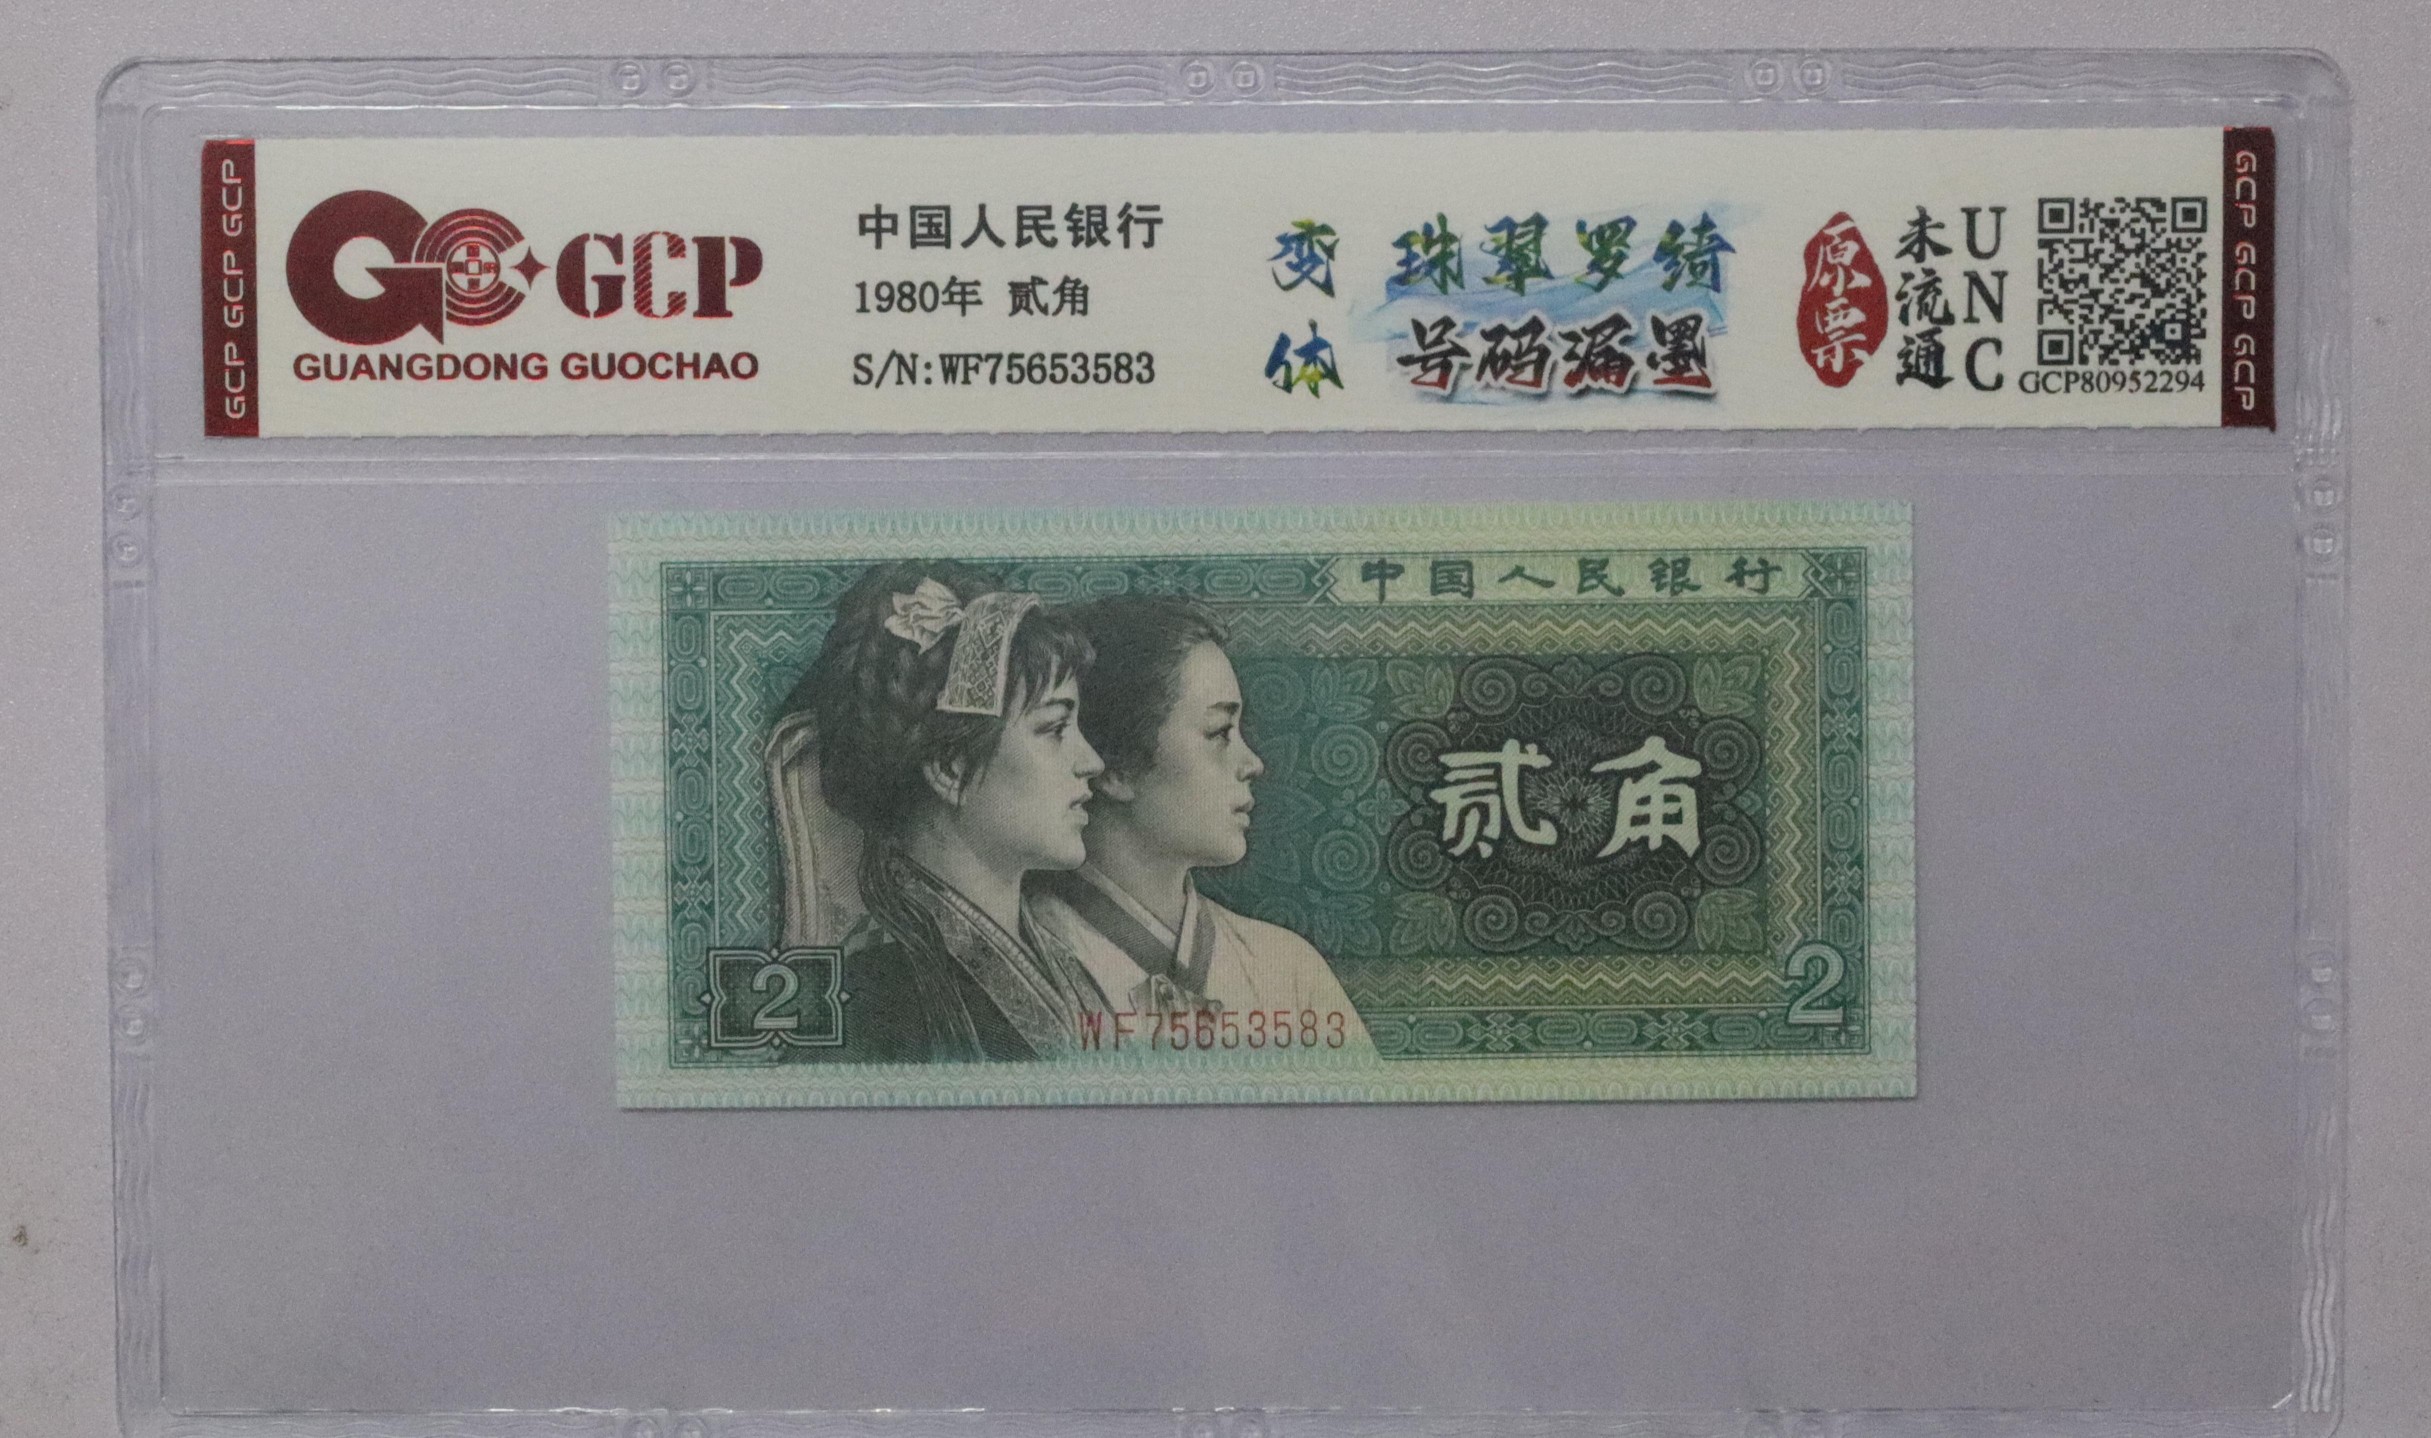 GCP GCP GCP
GCP
GUANGDONG GUOCHAO
中国人民银行
1980年 贰角
S/N:WF75653583
变体
珠翠罗绮
号码漏墨
原票
未流通
UNC
GCP80952294
GCP GCP GCP
中国人民银行
贰角
2
2
WF75653583